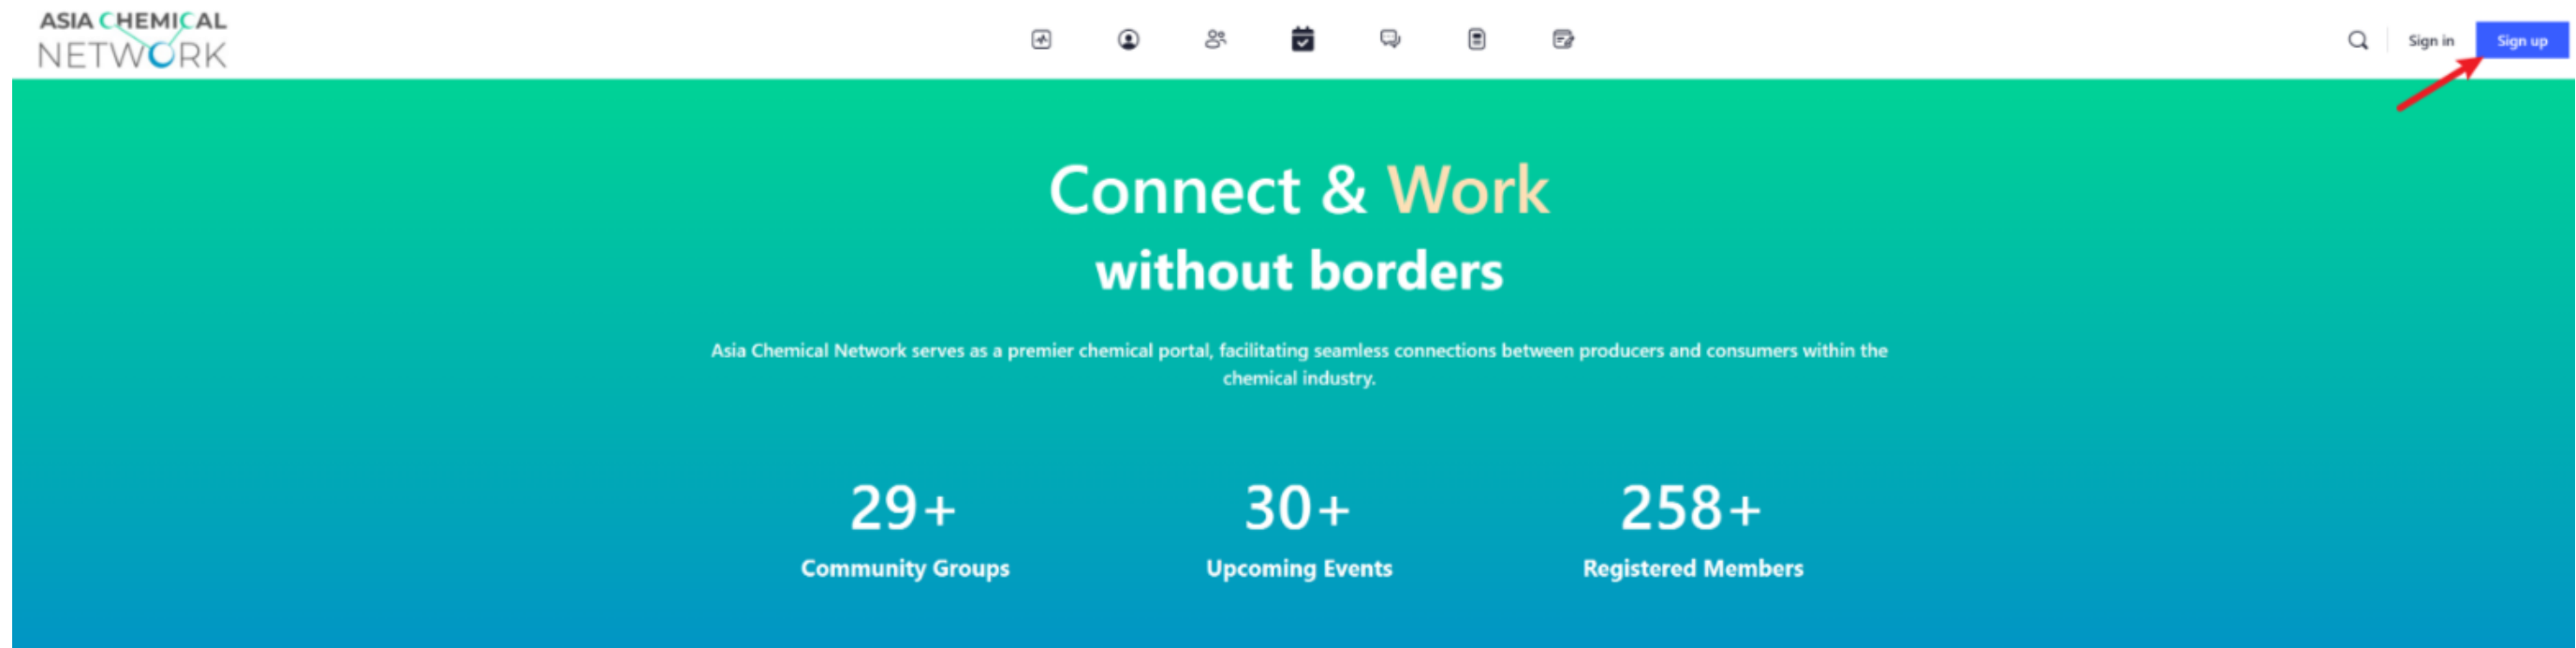 ASIA CHEMICAL
NETWORK
Sign in
Sign up
Connect & Work
without borders
Asia Chemical Network serves as a premier chemical portal, facilitating seamless connections between producers and consumers within the
chemical industry.
29+
30+
258+
Community Groups
Upcoming Events
Registered Members